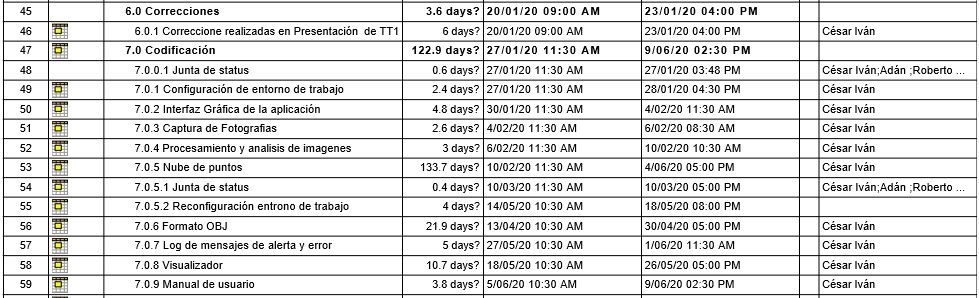 45 6.0 Correcciones 3.6 days? 20/01/20 09:00 AM 23/01/20 04:00 PM
46 6.0.1 Correccione realizadas en Presentación de TT1 6 days? 20/01/20 09:00 AM 23/01/20 04:00 PM César Iván
47 7.0 Codificación 122.9 days? 27/01/20 11:30 AM 9/06/20 02:30 PM
48 7.0.0.1 Junta de status 0.6 days? 27/01/20 11:30 AM 27/01/20 03:48 PM César Iván;Adán ;Roberto ...
49 7.0.1 Configuración de entorno de trabajo 2.4 days? 27/01/20 11:30 AM 28/01/20 04:30 PM César Iván
50 7.0.2 Interfaz Gráfica de la aplicación 4.8 days? 30/01/20 11:30 AM 4/02/20 11:30 AM César Iván
51 7.0.3 Captura de Fotografias 2.6 days? 4/02/20 11:30 AM 6/02/20 08:30 AM César Iván
52 7.0.4 Procesamiento y analisis de imagenes 3 days? 6/02/20 11:30 AM 10/02/20 10:30 AM César Iván
53 7.0.5 Nube de puntos 133.7 days? 10/02/20 11:30 AM 4/06/20 05:00 PM César Iván
54 7.0.5.1 Junta de status 0.4 days? 10/03/20 11:30 AM 10/03/20 05:00 PM César Iván;Adán ;Roberto ...
55 7.0.5.2 Reconfiguración entrono de trabajo 4 days? 14/05/20 10:30 AM 18/05/20 08:00 PM
56 7.0.6 Formato OBJ 21.9 days? 13/04/20 10:30 AM 30/04/20 05:00 PM César Iván
57 7.0.7 Log de mensajes de alerta y error 5 days? 27/05/20 10:30 AM 1/06/20 11:30 AM César Iván
58 7.0.8 Visualizador 10.7 days? 18/05/20 10:30 AM 26/05/20 05:00 PM César Iván
59 7.0.9 Manual de usuario 3.8 days? 5/06/20 10:30 AM 9/06/20 02:30 PM César Iván